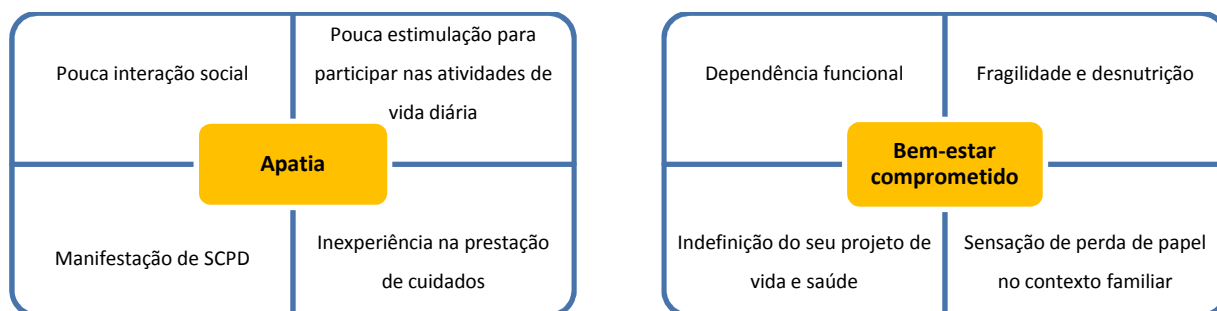 Pouca interação social
Pouca estimulação para
participar nas atividades de
vida diária
Apatia
Manifestação de SCPD
Inexperiência na prestação
de cuidados
Dependência funcional
Fragilidade e desnutrição
Bem-estar
comprometido
Indefinição do seu projeto de
vida e saúde
Sensação de perda de papel
no contexto familiar